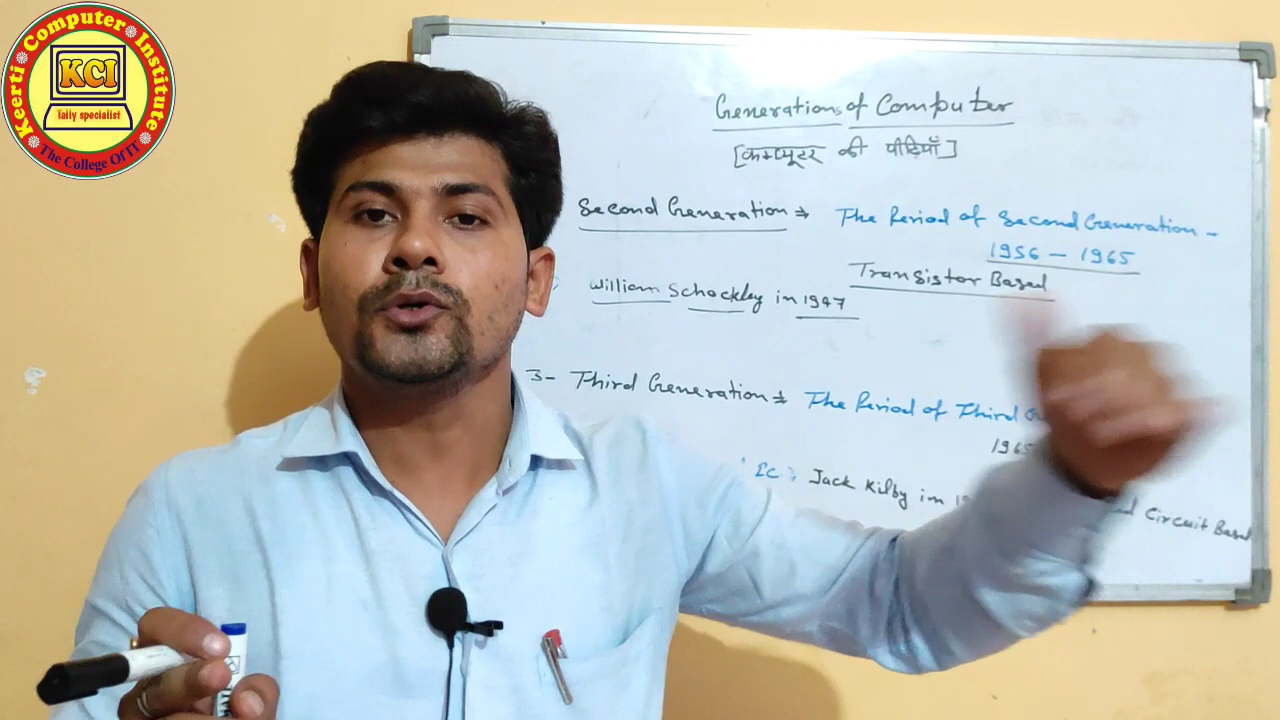 Keerti Computer Institute
KCI
Tally specialist
The College Of IT
Generations of Computer
[कम्प्यूटर की पीढ़ियाँ]
Second Generation ⇒ The Period of Second Generation -
1956 - 1965
Transistor Based
William Schockley in 1947
3- Third Generation ⇒ The Period of Third
1965
IC : Jack Kilby in Circuit Based